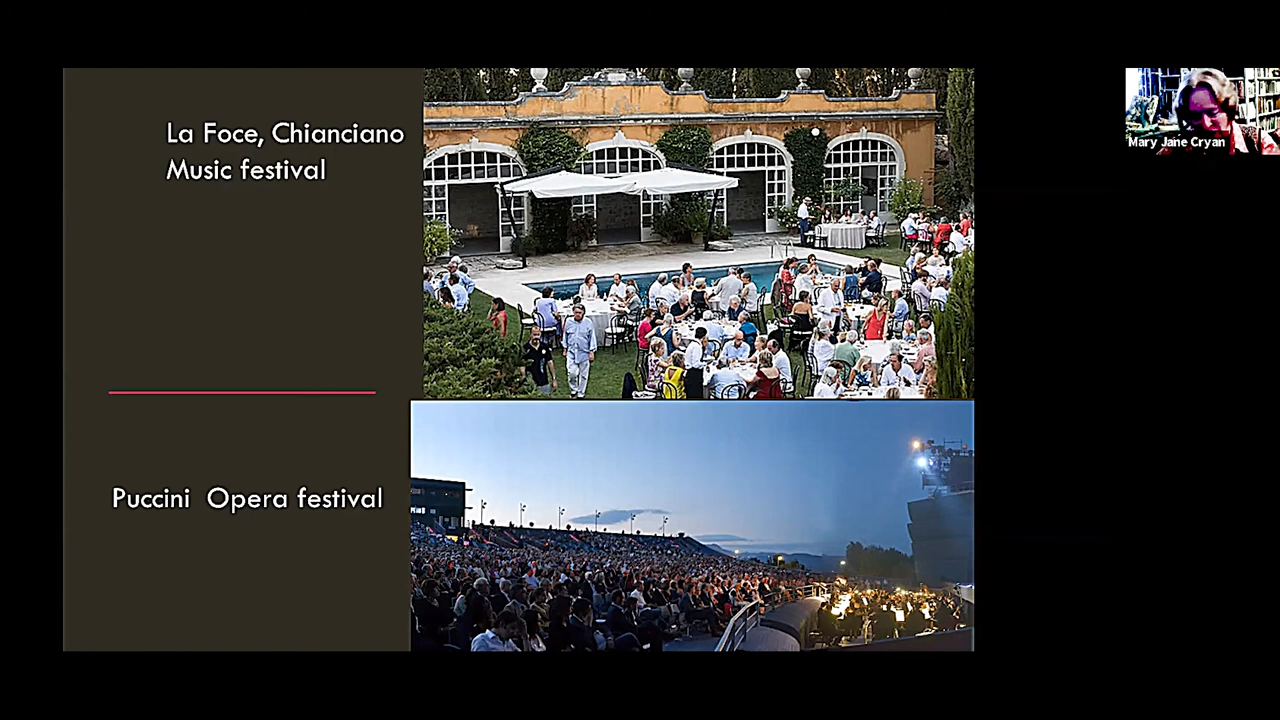 La Foce, Chianciano
Music festival
Puccini Opera festival
Mary Jane Cryan